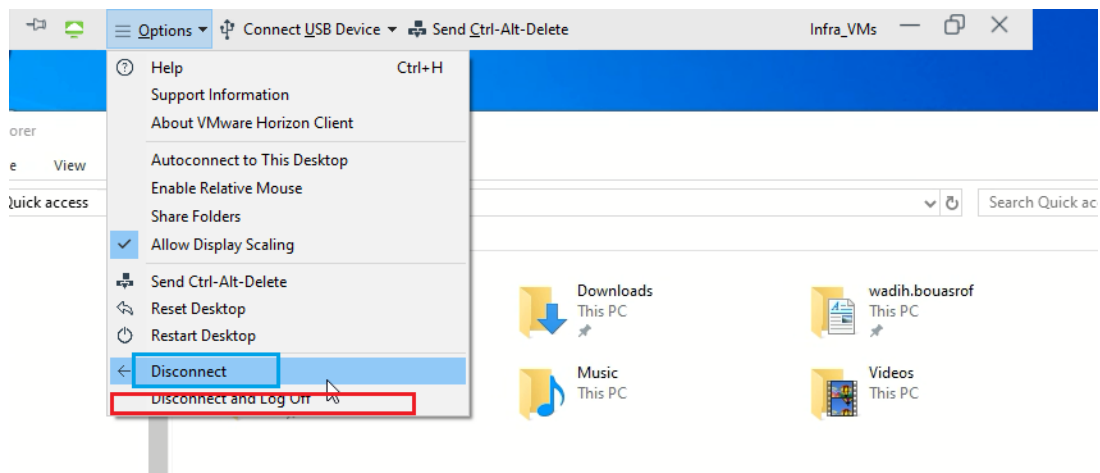 Options Connect USB Device Send Ctrl-Alt-Delete Infra_VMs
Help Ctrl+H
Support Information
About VMware Horizon Client
orer
Autoconnect to This Desktop
e View
Enable Relative Mouse
Quick access
Search Quick ac
Share Folders
Allow Display Scaling
Send Ctrl-Alt-Delete
Reset Desktop
Restart Desktop
Disconnect
Disconnect and Log Off
Downloads
This PC
wadih.bouasrof
This PC
Music
This PC
Videos
This PC